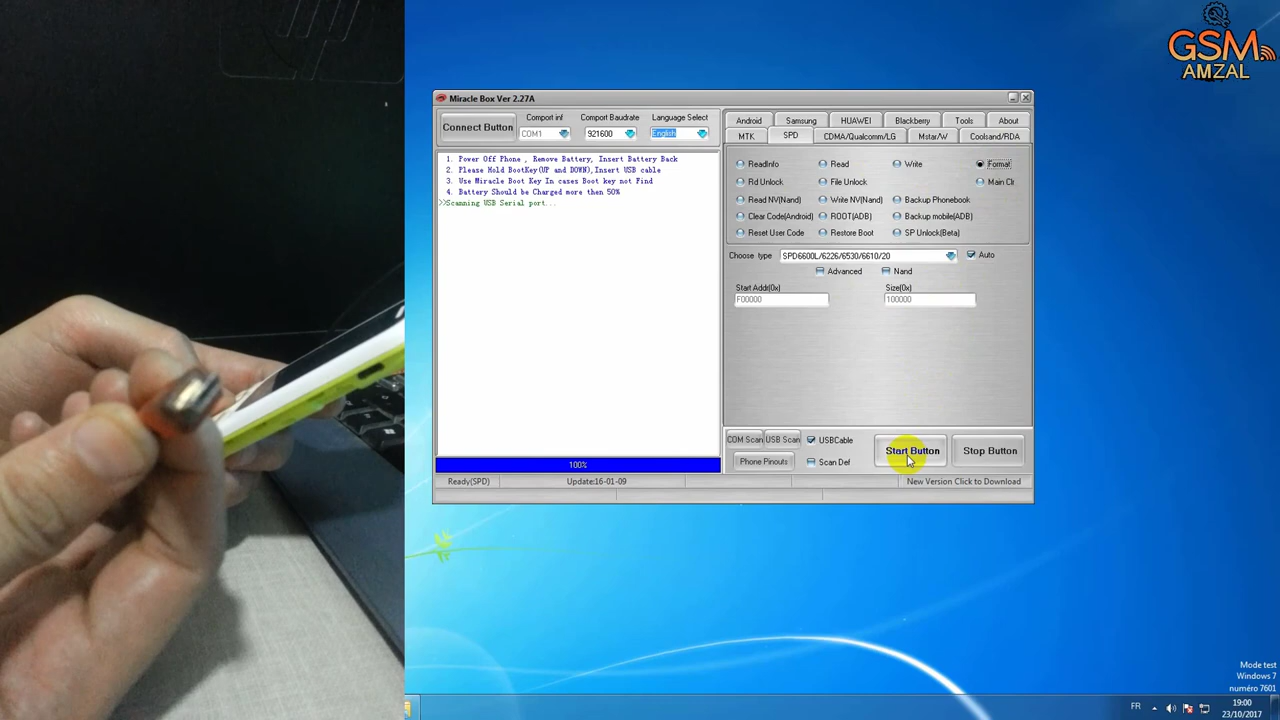 GSM
AMZAL
Miracle Box Ver 2.27A
Connect Button
Comport inf
Comport Baudrate
Language Select
COM1
921600
English
1. Power Off Phone , Remove Battery, Insert Battery Back
2. Please Hold BootKey(UP and DOWN),Insert USB cable
3. Use Miracle Boot Key In cases Boot key not Find
4. Battery Should be Charged more then 50%
>>Scanning USB Serial port...
100%
Android
Samsung
HUAWEI
Blackberry
Tools
About
MTK
SPD
CDMA/Qualcomm/LG
Mstar/W
Coolsand/RDA
ReadInfo
Read
Write
Format
Rd Unlock
File Unlock
Main Clr
Read NV(Nand)
Write NV(Nand)
Backup Phonebook
Clear Code(Android)
ROOT(ADB)
Backup mobile(ADB)
Reset User Code
Restore Boot
SP Unlock(Beta)
Choose type
SPD6600L/6226/6530/6610/20
Auto
Advanced
Nand
Start Addr(0x)
Size(0x)
F00000
100000
COM Scan
USB Scan
USBCable
Phone Pinouts
Scan Def
Start Button
Stop Button
Ready(SPD)
Update:16-01-09
New Version Click to Download
Mode test
Windows 7
numéro 7601
FR
19:00
23/10/2017